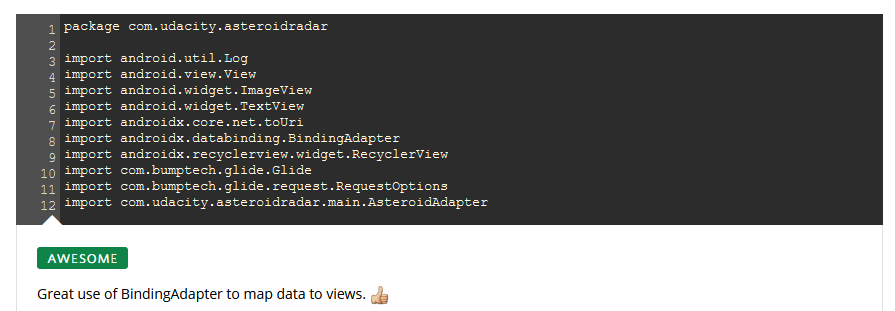 1 package com.udacity.asteroidradar
2
3 import android.util.Log
4 import android.view.View
5 import android.widget.ImageView
6 import android.widget.TextView
7 import androidx.core.net.toUri
8 import androidx.databinding.BindingAdapter
9 import androidx.recyclerview.widget.RecyclerView
10 import com.bumptech.glide.Glide
11 import com.bumptech.glide.request.RequestOptions
12 import com.udacity.asteroidradar.main.AsteroidAdapter
AWESOME
Great use of BindingAdapter to map data to views. 👍